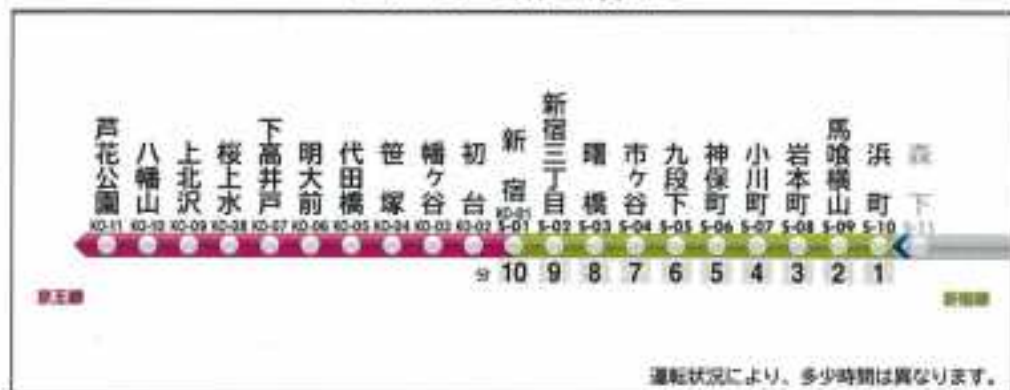 芦花公園 八幡山 上北沢 桜上水 下高井戸 明大前 代田橋 笹塚 幡ヶ谷 初台 新宿 新宿三丁目 曙橋 市ヶ谷 九段下 神保町 小川町 岩本町 馬喰横山 浜町 森下
KO-11 KO-10 KO-09 KO-08 KO-07 KO-06 KO-05 KO-04 KO-03 KO-02 KO-01 S-01 S-02 S-03 S-04 S-05 S-06 S-07 S-08 S-09 S-10 S-11
分 10 9 8 7 6 5 4 3 2 1
京王線 新宿線
運転状況により、多少時間は異なります。